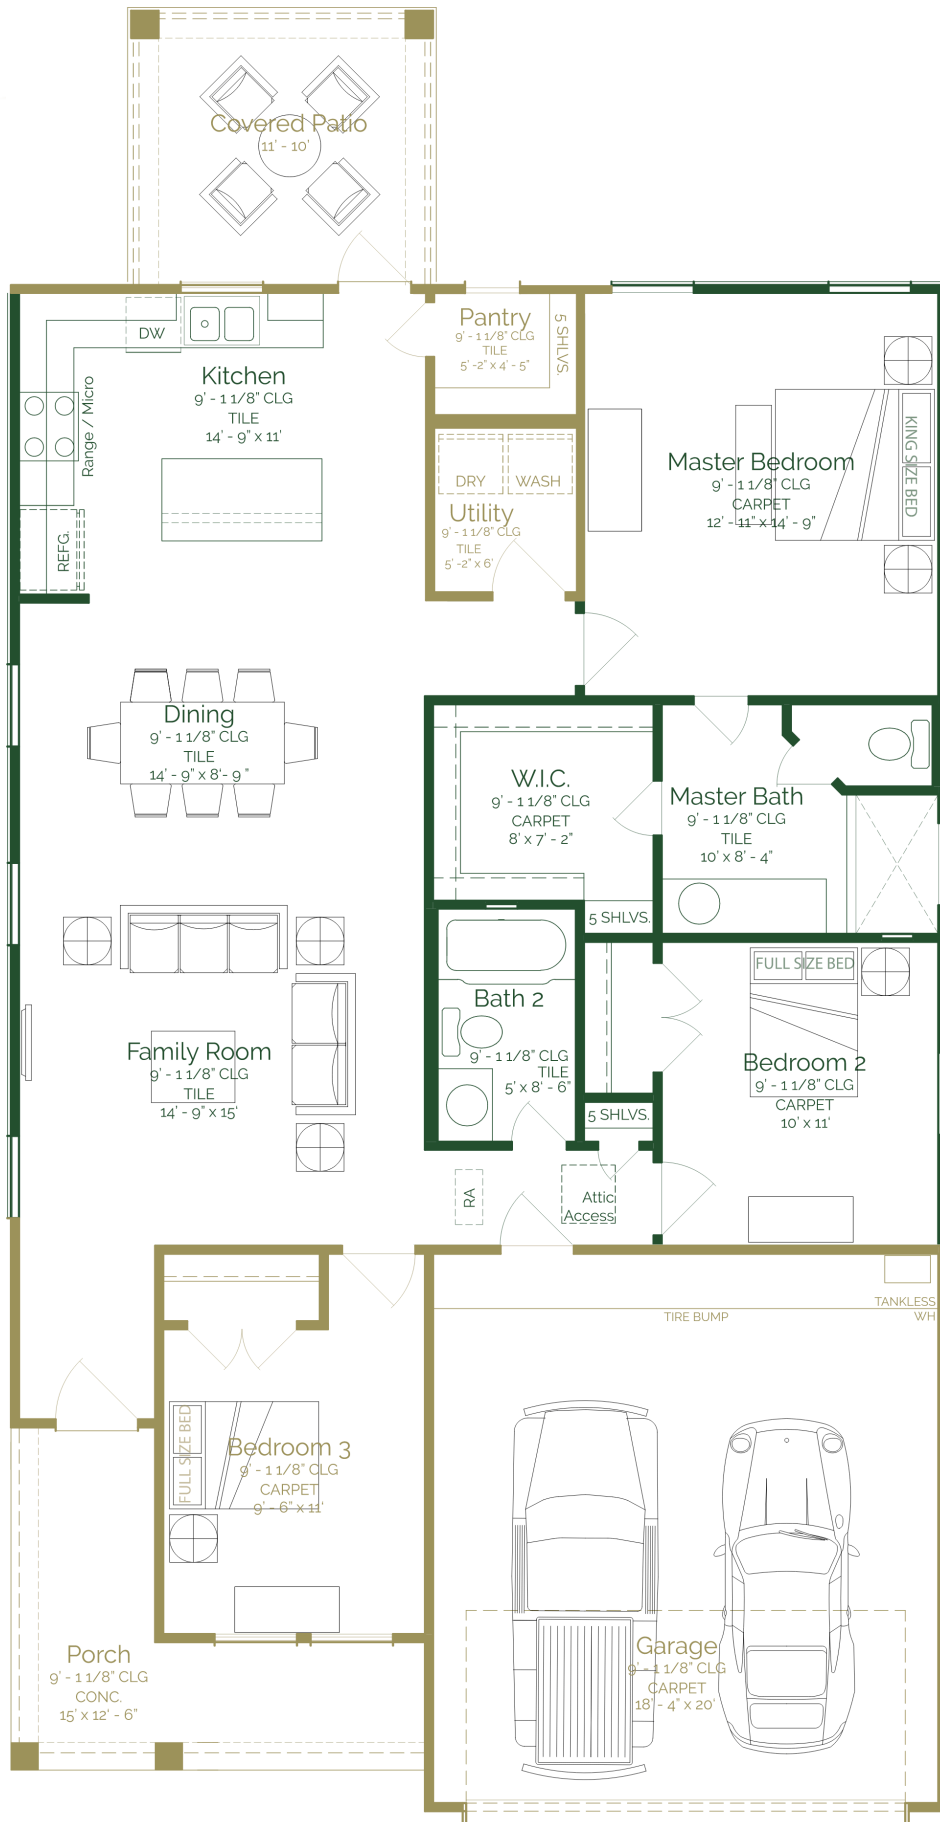 Covered Patio
11' - 10'
DW
Kitchen
9' - 1 1/8" CLG
TILE
14' - 9" x 11'
Range / Micro
REFG.
Pantry
9' - 1 1/8" CLG
TILE
5' -2" x 4' - 5"
5 SHLVS.
DRY
WASH
Utility
9' - 1 1/8" CLG
TILE
5' -2" x 6'
Master Bedroom
9' - 1 1/8" CLG
CARPET
12' - 11" x 14' - 9"
KING SIZE BED
Dining
9' - 1 1/8" CLG
TILE
14' - 9" x 8'- 9 "
W.I.C.
9' - 1 1/8" CLG
CARPET
8' x 7' - 2"
5 SHLVS.
Master Bath
9' - 1 1/8" CLG
TILE
10' x 8' - 4"
Family Room
9' - 1 1/8" CLG
TILE
14' - 9" x 15'
Bath 2
9' - 1 1/8" CLG
TILE
5' x 8' - 6"
FULL SIZE BED
Bedroom 2
9' - 1 1/8" CLG
CARPET
10' x 11'
5 SHLVS.
RA
Attic
Access
TANKLESS
WH
TIRE BUMP
FULL SIZE BED
Bedroom 3
9' - 1 1/8" CLG
CARPET
9' - 6" x 11'
Porch
9' - 1 1/8" CLG
CONC.
15' x 12' - 6"
Garage
9' - 1 1/8" CLG
CARPET
18' - 4" x 20'